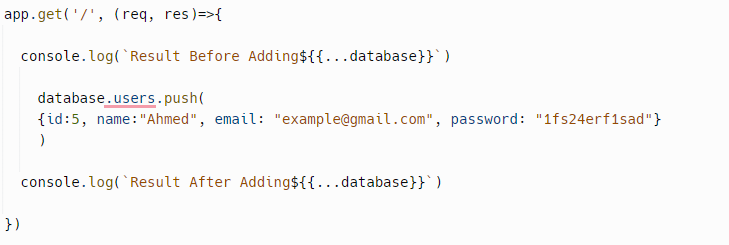 app.get('/', (req, res)=>{
console.log(`Result Before Adding${{...database}}`)
database.users.push(
{id:5, name:"Ahmed", email: "example@gmail.com", password: "1fs24erf1sad"}
)
console.log(`Result After Adding${{...database}}`)
})